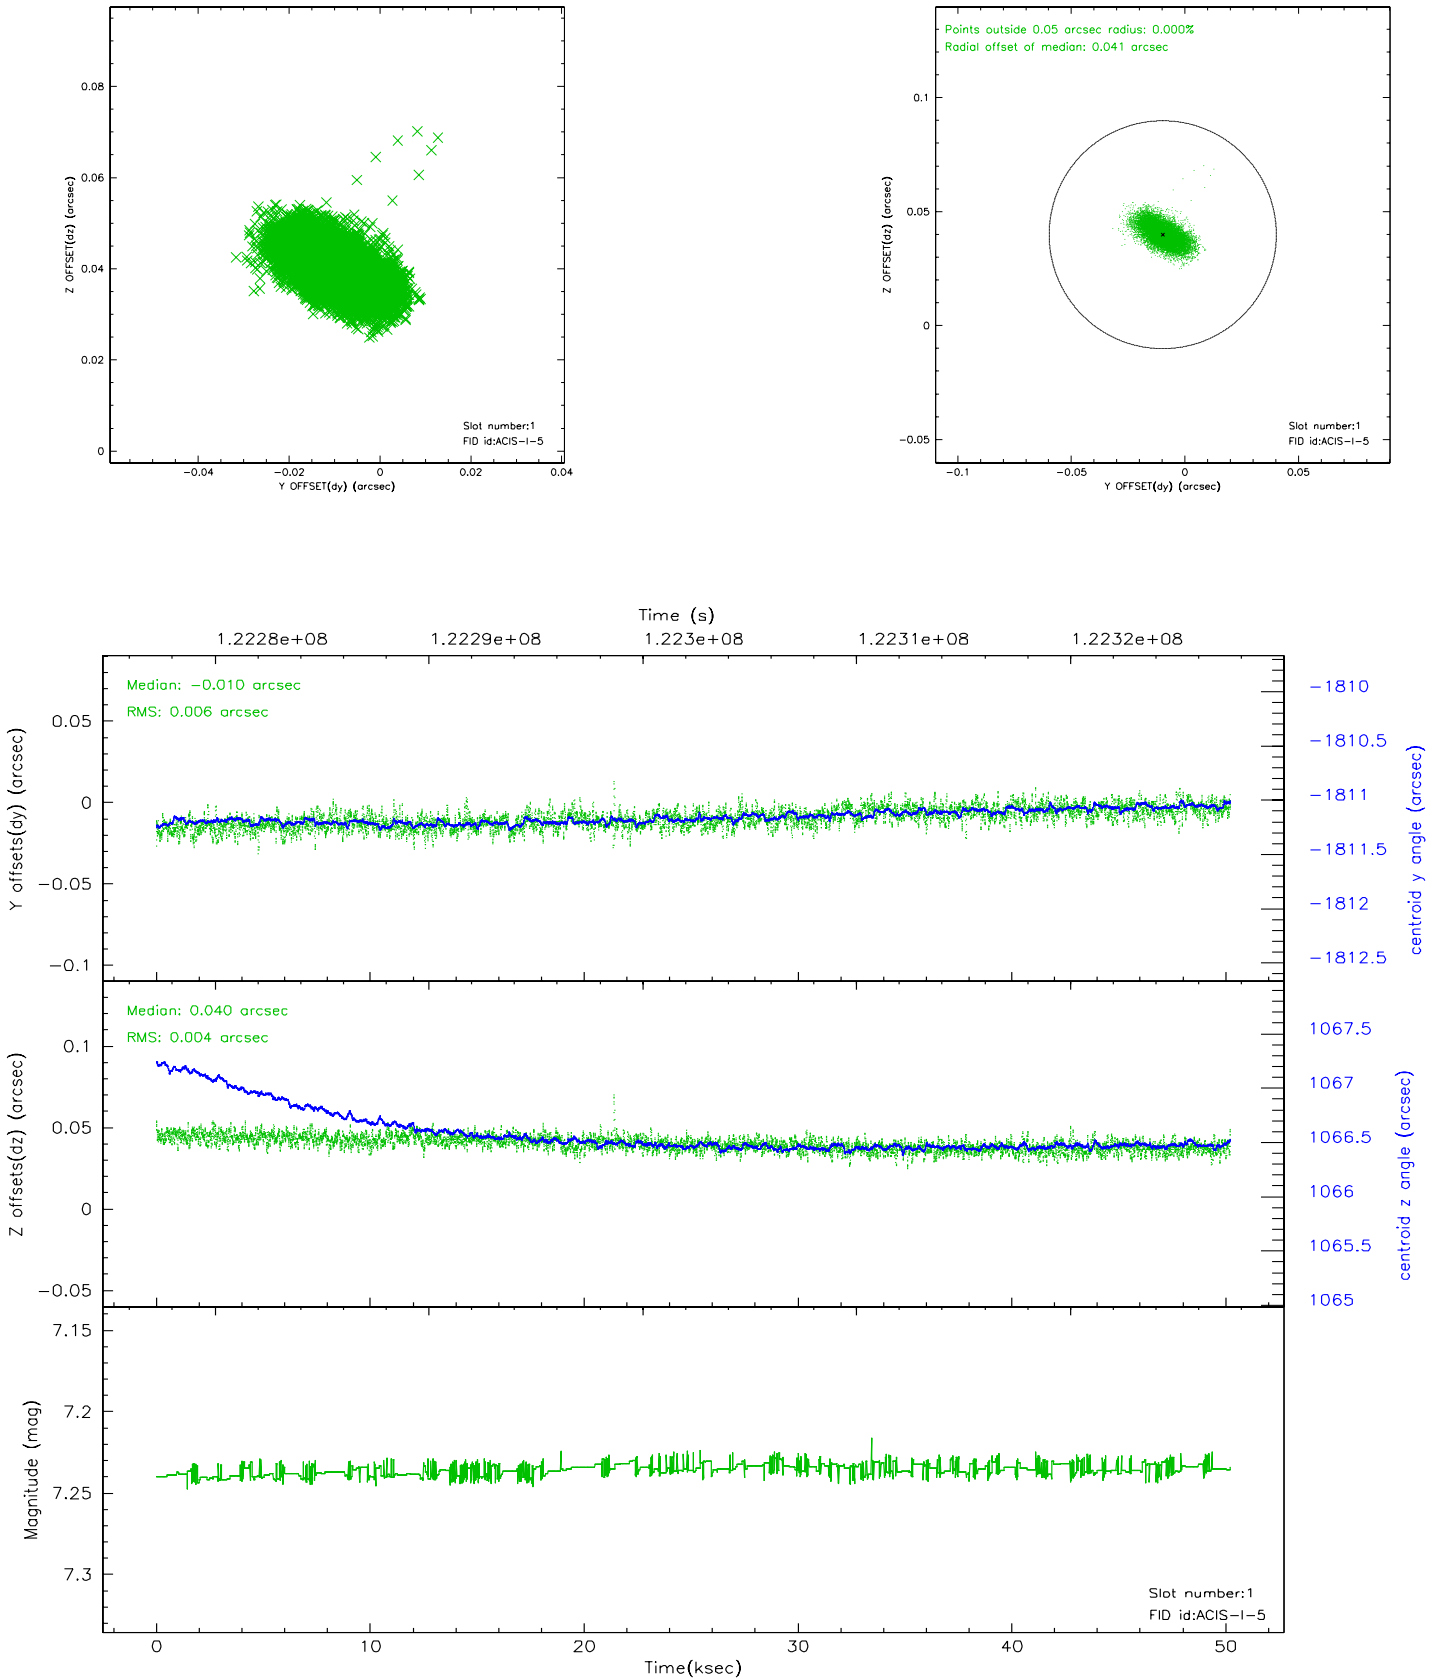 0.08
0.06
0.04
0.02
0
Z OFFSET(dz) (arcsec)
Slot number:1
FID id:ACIS-I-5
-0.04
-0.02
0
0.02
0.04
Y OFFSET(dy) (arcsec)
Points outside 0.05 arcsec radius: 0.000%
Radial offset of median: 0.041 arcsec
0.1
0.05
0
-0.05
Z OFFSET(dz) (arcsec)
Slot number:1
FID id:ACIS-I-5
-0.1
-0.05
0
0.05
Y OFFSET(dy) (arcsec)
Time (s)
1.2228e+08
1.2229e+08
1.223e+08
1.2231e+08
1.2232e+08
Median: -0.010 arcsec
RMS: 0.006 arcsec
0.05
0
-0.05
-0.1
Y offsets(dy) (arcsec)
-1810
-1810.5
-1811
-1811.5
-1812
-1812.5
centroid y angle (arcsec)
Median: 0.040 arcsec
RMS: 0.004 arcsec
0.1
0.05
0
-0.05
Z offsets(dz) (arcsec)
1067.5
1067
1066.5
1066
1065.5
1065
centroid z angle (arcsec)
7.15
7.2
7.25
7.3
Magnitude (mag)
Slot number:1
FID id:ACIS-I-5
0
10
20
30
40
50
Time(ksec)